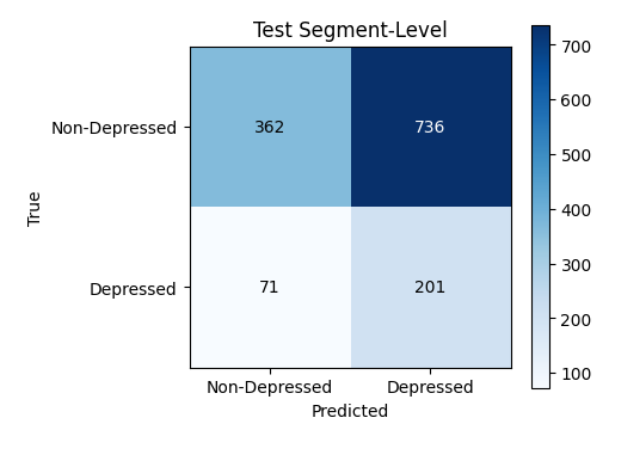 Test Segment-Level
True
Non-Depressed
Depressed
362
736
71
201
Non-Depressed
Depressed
Predicted
700
600
500
400
300
200
100